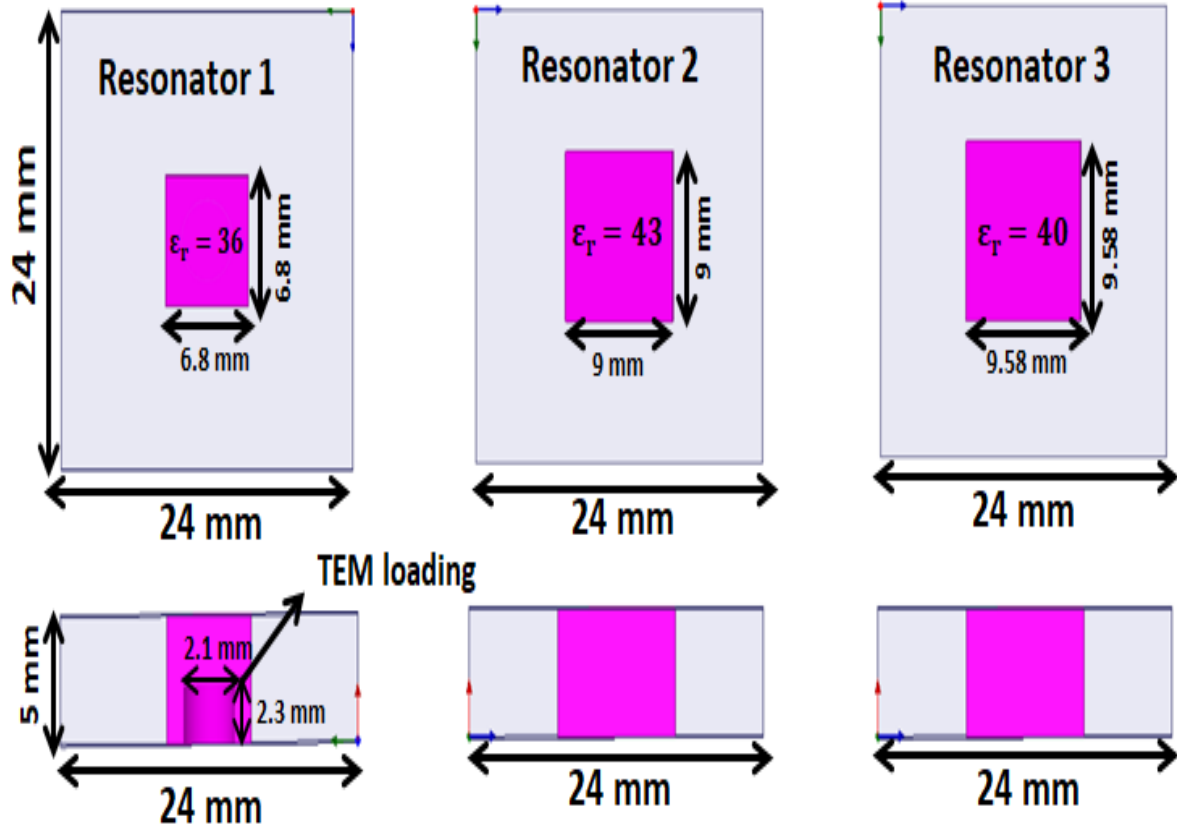 Resonator 1
Resonator 2
Resonator 3
24 mm
εr = 36
6.8 mm
6.8 mm
εr = 43
9 mm
9 mm
εr = 40
9.58 mm
9.58 mm
24 mm
24 mm
24 mm
TEM loading
5 mm
2.1 mm
2.3 mm
24 mm
24 mm
24 mm